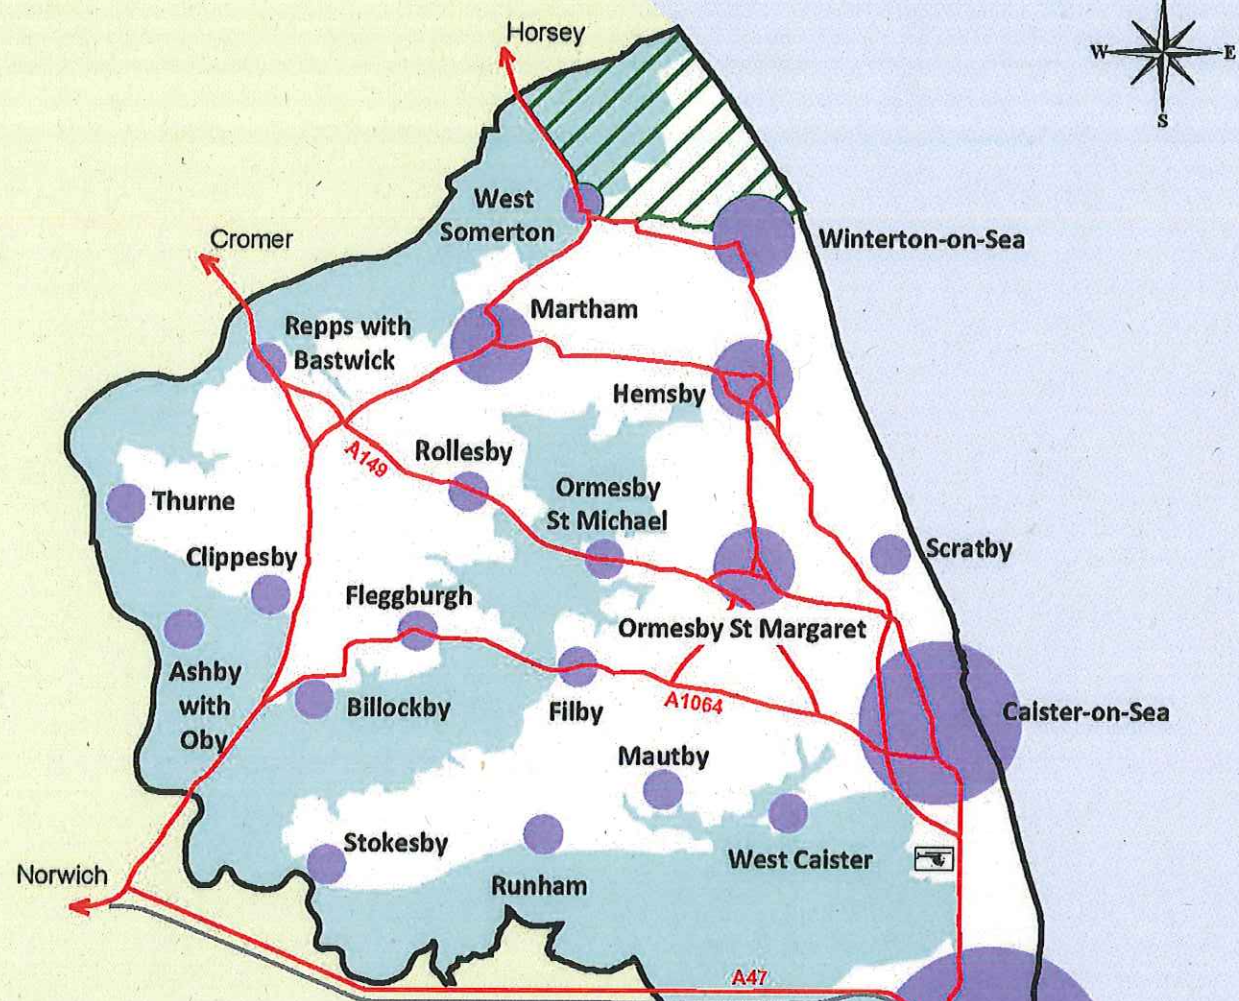 Horsey
W
E
S
West
Somerton
Cromer
Winterton-on-Sea
Martham
Repps with
Bastwick
Hemsby
A149
Rollesby
Ormesby
St Michael
Thurne
Clippesby
Scratby
Fleggburgh
Ormesby St Margaret
Ashby
with
Oby
Billockby
Filby
A1064
Caister-on-Sea
Mautby
Stokesby
West Caister
Norwich
Runham
A47